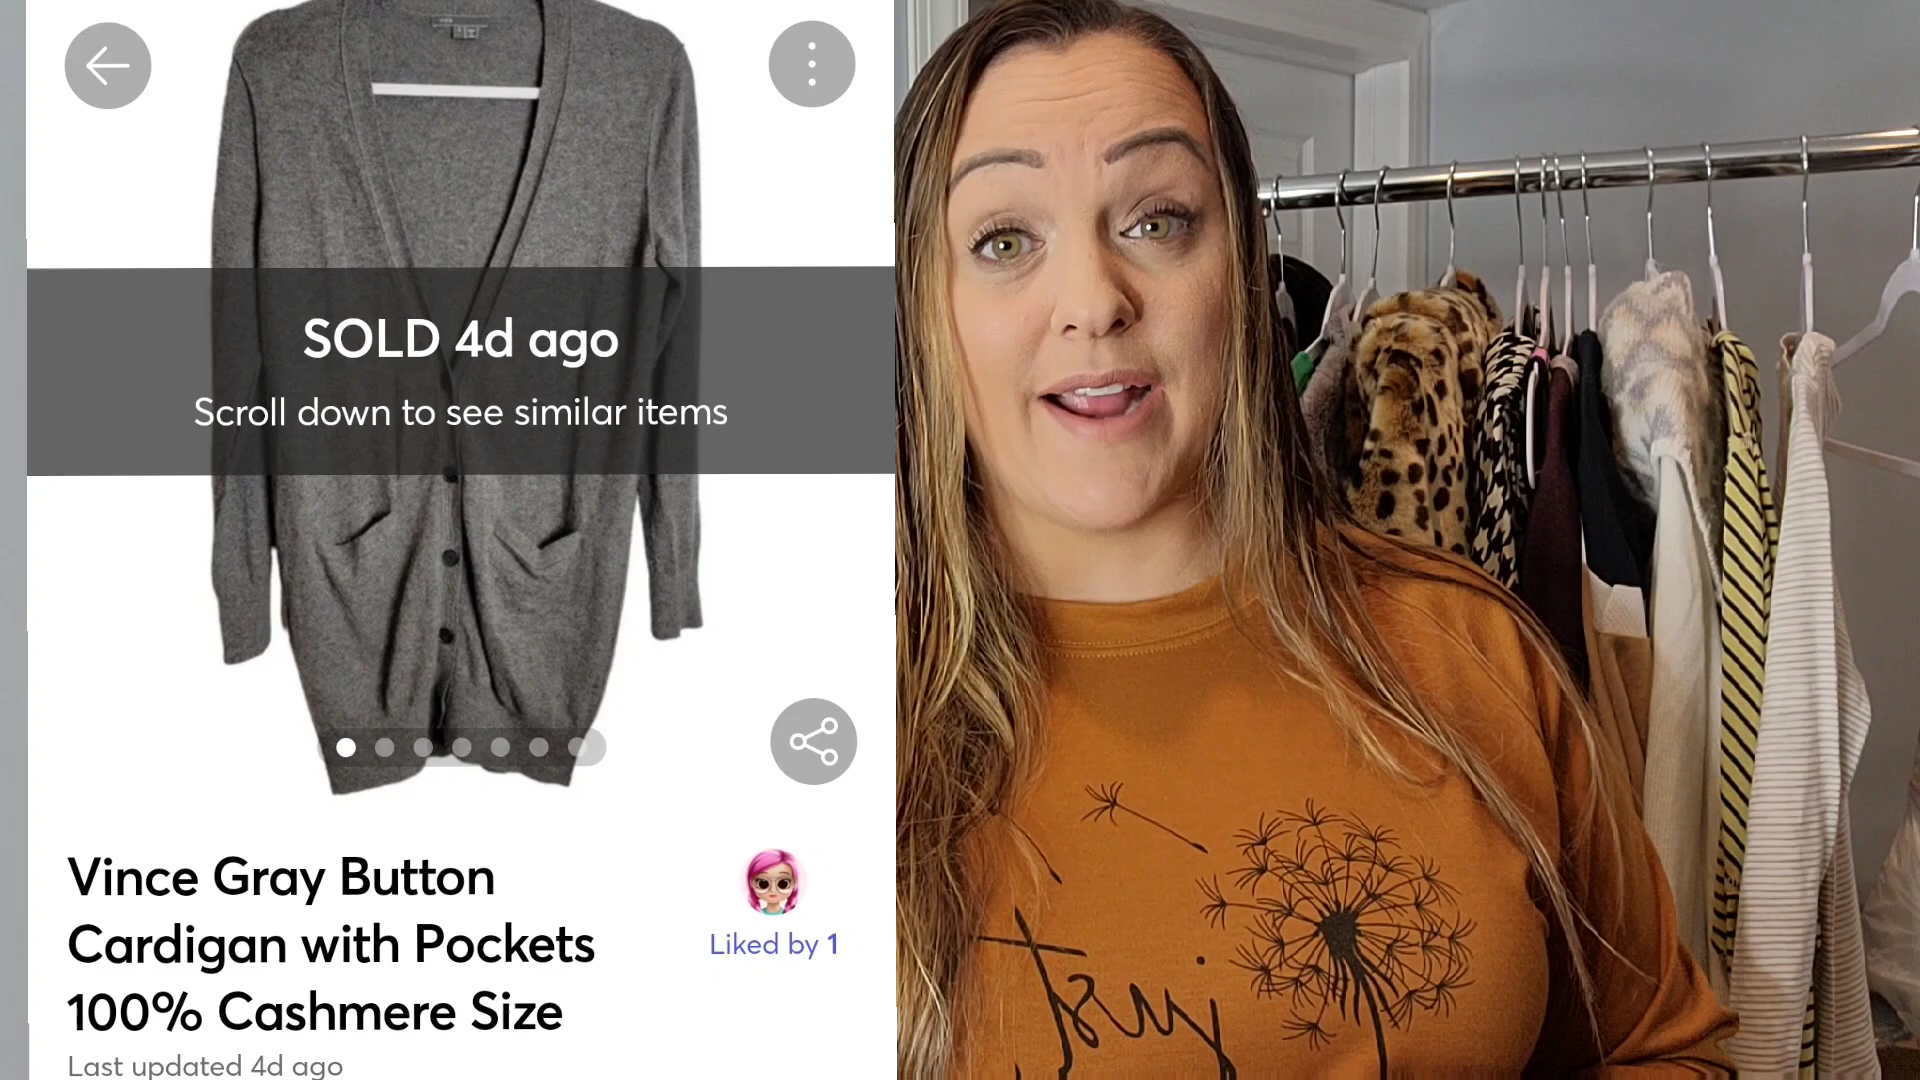 SOLD 4d ago
Scroll down to see similar items
Vince Gray Button
Cardigan with Pockets
100% Cashmere Size
Liked by 1
Last updated 4d ago
just